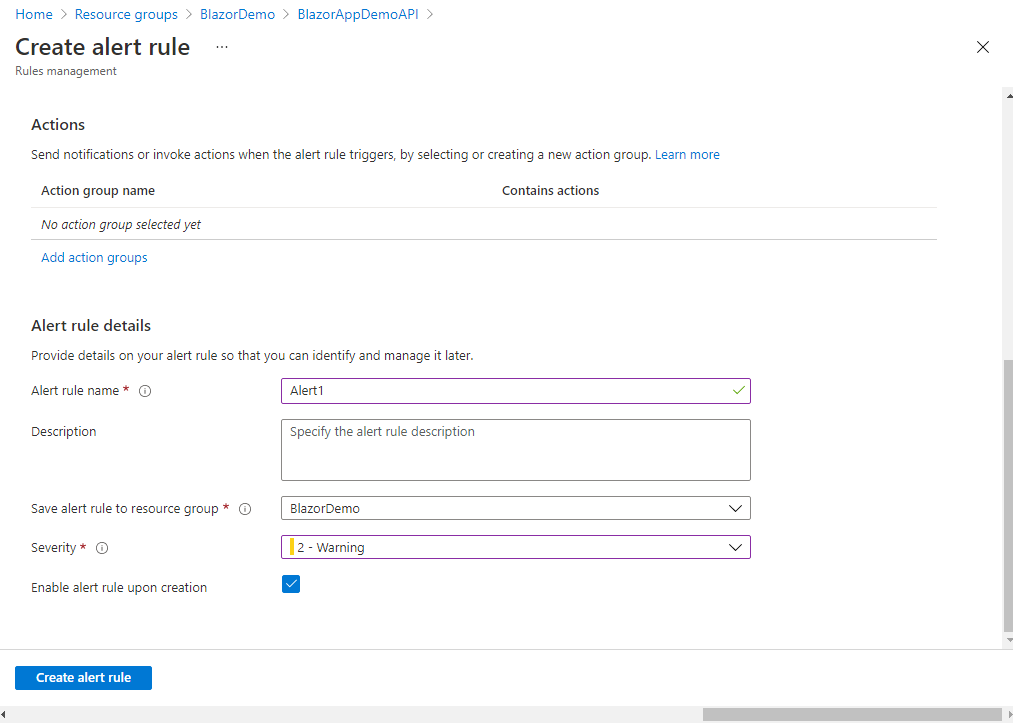 Home > Resource groups > BlazorDemo > BlazorAppDemoAPI >
Create alert rule ...
Rules management
Actions
Send notifications or invoke actions when the alert rule triggers, by selecting or creating a new action group. Learn more
Action group name Contains actions
No action group selected yet
Add action groups
Alert rule details
Provide details on your alert rule so that you can identify and manage it later.
Alert rule name * Alert1
Description Specify the alert rule description
Save alert rule to resource group * BlazorDemo
Severity * 2 - Warning
Enable alert rule upon creation
Create alert rule